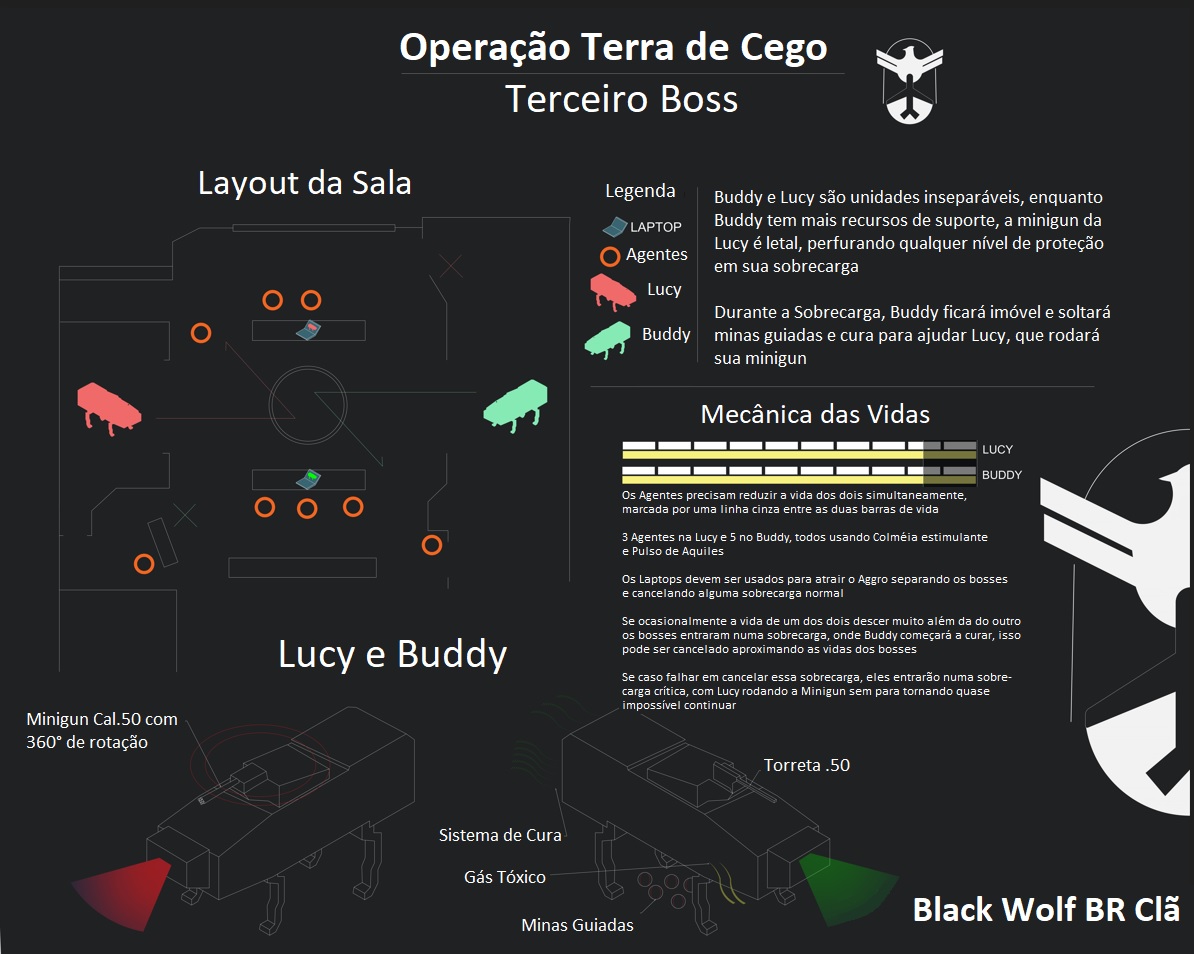 Operação Terra de Cego
Terceiro Boss
Layout da Sala
Legenda
LAPTOP
Agentes
Lucy
Buddy
Buddy e Lucy são unidades inseparáveis, enquanto
Buddy tem mais recursos de suporte, a minigun da
Lucy é letal, perfurando qualquer nível de proteção
em sua sobrecarga
Durante a Sobrecarga, Buddy ficará imóvel e soltará
minas guiadas e cura para ajudar Lucy, que rodará
sua minigun
Mecânica das Vidas
LUCY
BUDDY
Os Agentes precisam reduzir a vida dos dois simultaneamente,
marcada por uma linha cinza entre as duas barras de vida
3 Agentes na Lucy e 5 no Buddy, todos usando Colméia estimulante
e Pulso de Aquiles
Os Laptops devem ser usados para atrair o Aggro separando os bosses
e cancelando alguma sobrecarga normal
Se ocasionalmente a vida de um dos dois descer muito além da do outro
os bosses entraram numa sobrecarga, onde Buddy começará a curar, isso
pode ser cancelado aproximando as vidas dos bosses
Se caso falhar em cancelar essa sobrecarga, eles entrarão numa sobre-
carga crítica, com Lucy rodando a Minigun sem para tornando quase
impossível continuar
Lucy e Buddy
Minigun Cal.50 com
360° de rotação
Torreta .50
Sistema de Cura
Gás Tóxico
Minas Guiadas
Black Wolf BR Clã